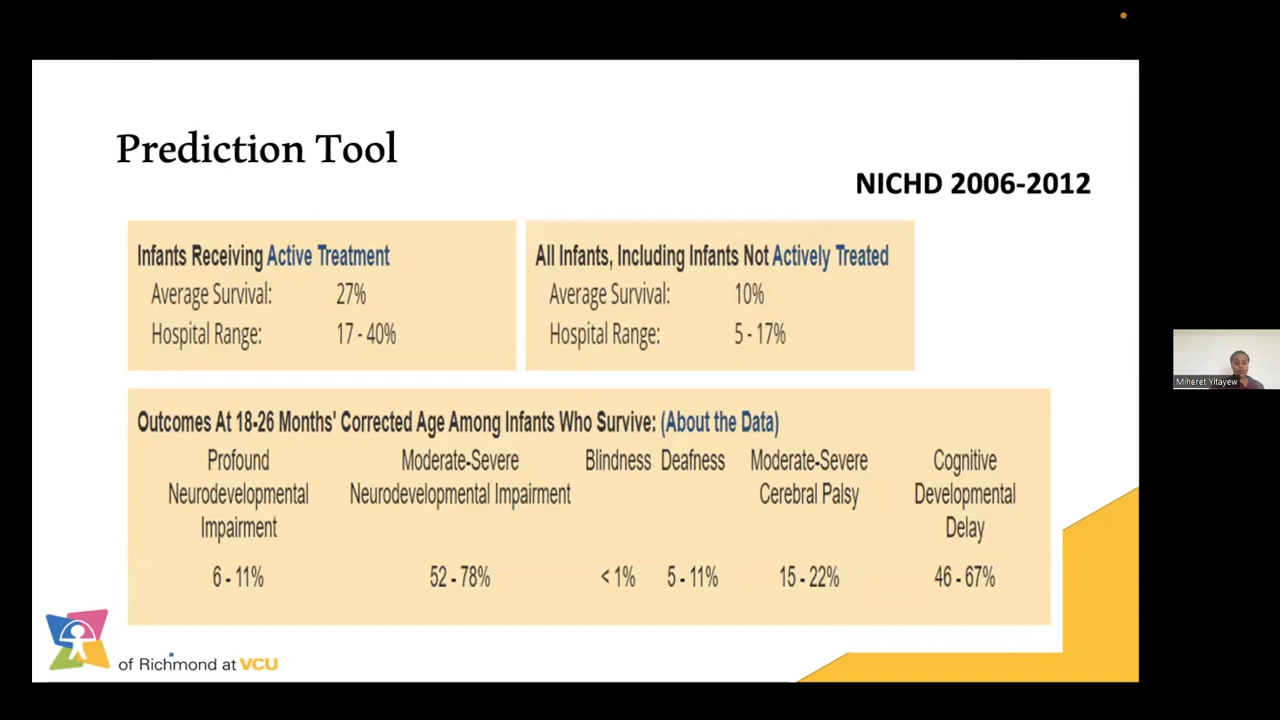 Prediction Tool
NICHD 2006-2012
Infants Receiving Active Treatment
Average Survival: 27%
Hospital Range: 17 - 40%
All Infants, Including Infants Not Actively Treated
Average Survival: 10%
Hospital Range: 5 - 17%
Outcomes At 18-26 Months' Corrected Age Among Infants Who Survive: (About the Data)
Profound Neurodevelopmental Impairment
Moderate-Severe Neurodevelopmental Impairment
Blindness
Deafness
Moderate-Severe Cerebral Palsy
Cognitive Developmental Delay
6 - 11%
52 - 78%
< 1%
5 - 11%
15 - 22%
46 - 67%
of Richmond at VCU
Miheret Yitayew